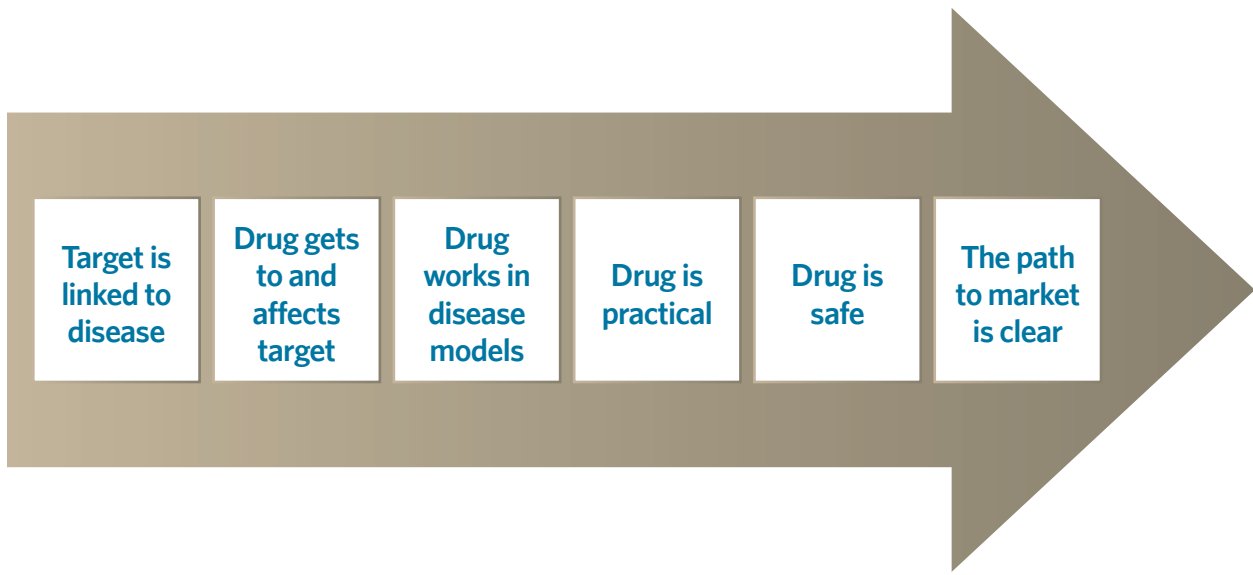 Target is
linked to
disease
Drug gets
to and
affects
target
Drug
works in
disease
models
Drug is
practical
Drug is
safe
The path
to market
is clear